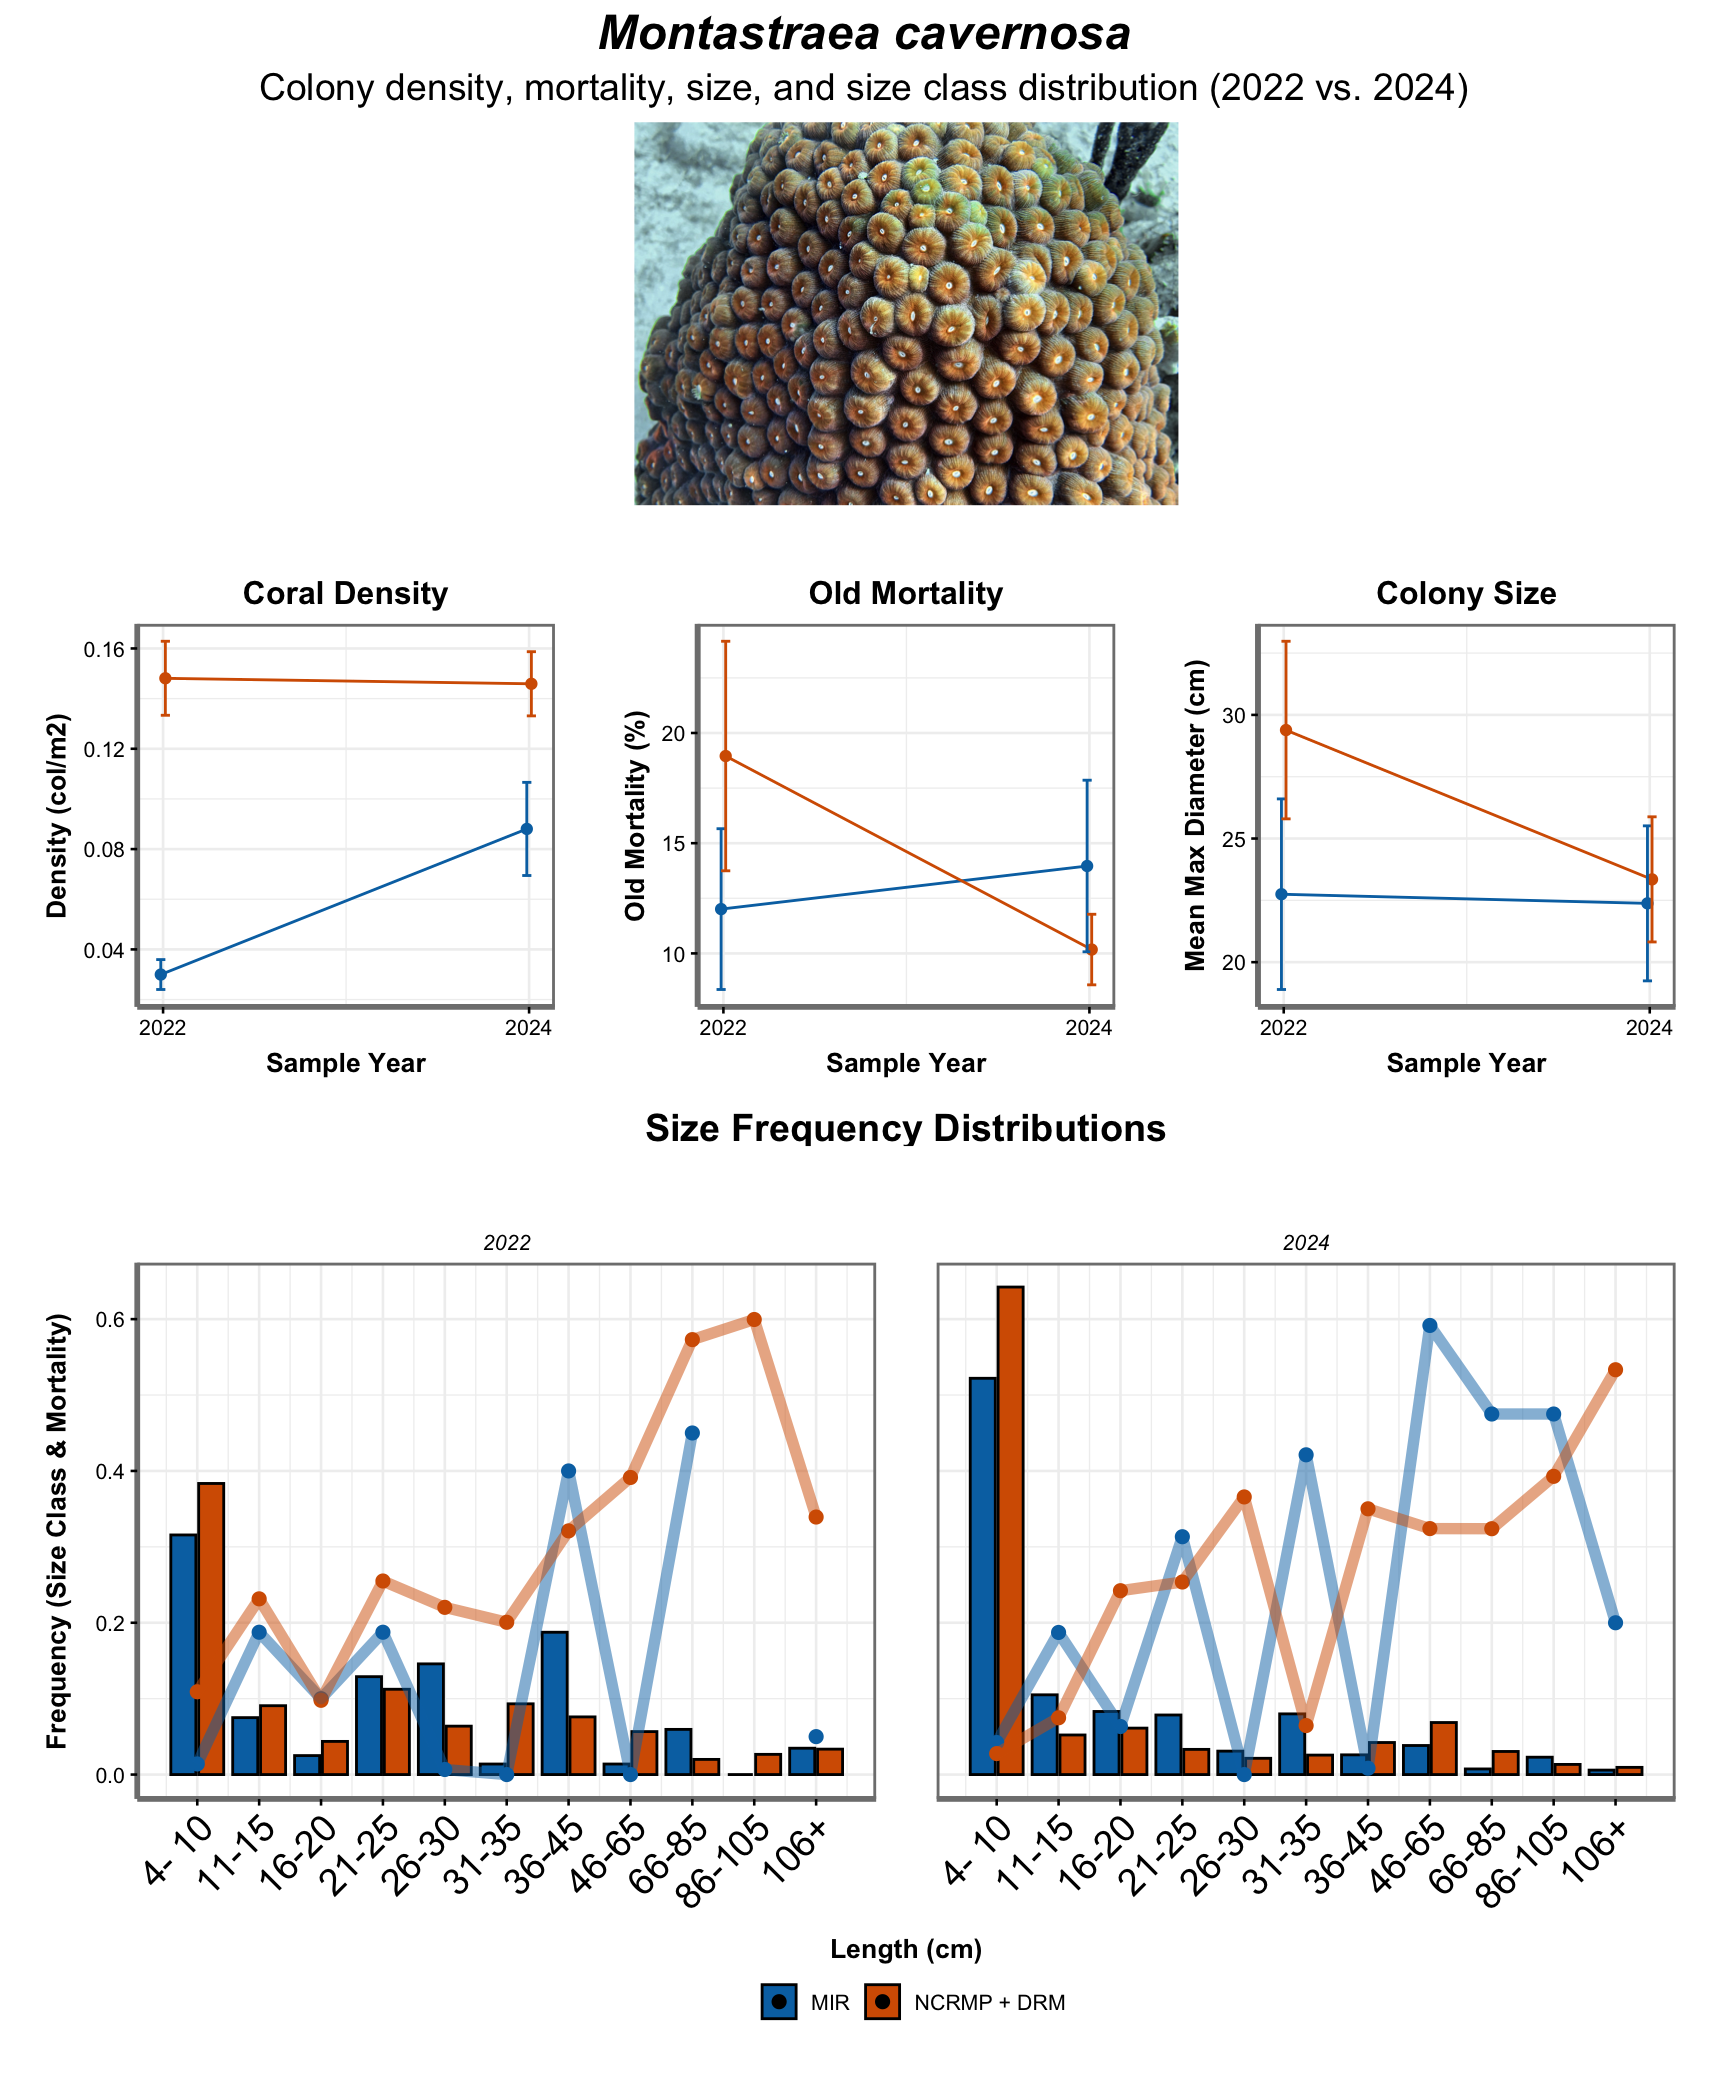 Montastraea cavernosa
Colony density, mortality, size, and size class distribution (2022 vs. 2024)
Coral Density
Density (col/m2)
0.16
0.12
0.08
0.04
2022
2024
Sample Year
Old Mortality
Old Mortality (%)
20
15
10
2022
2024
Sample Year
Colony Size
Mean Max Diameter (cm)
30
25
20
2022
2024
Sample Year
Size Frequency Distributions
2022
2024
Frequency (Size Class & Mortality)
0.6
0.4
0.2
0.0
4- 10
11-15
16-20
21-25
26-30
31-35
36-45
46-65
66-85
86-105
106+
4- 10
11-15
16-20
21-25
26-30
31-35
36-45
46-65
66-85
86-105
106+
Length (cm)
MIR
NCRMP + DRM